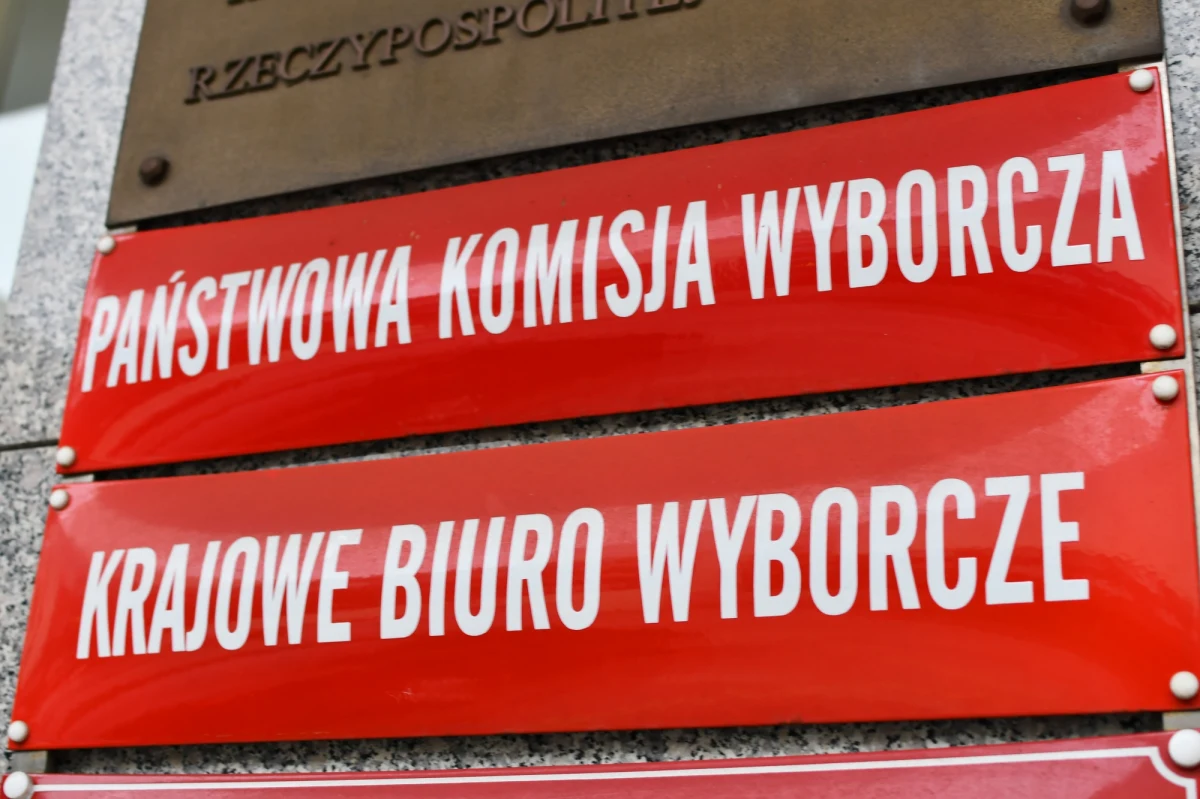 RZECZYPOSPOLITEJ
PAŃSTWOWA KOMISJA WYBORCZA
KRAJOWE BIURO WYBORCZE